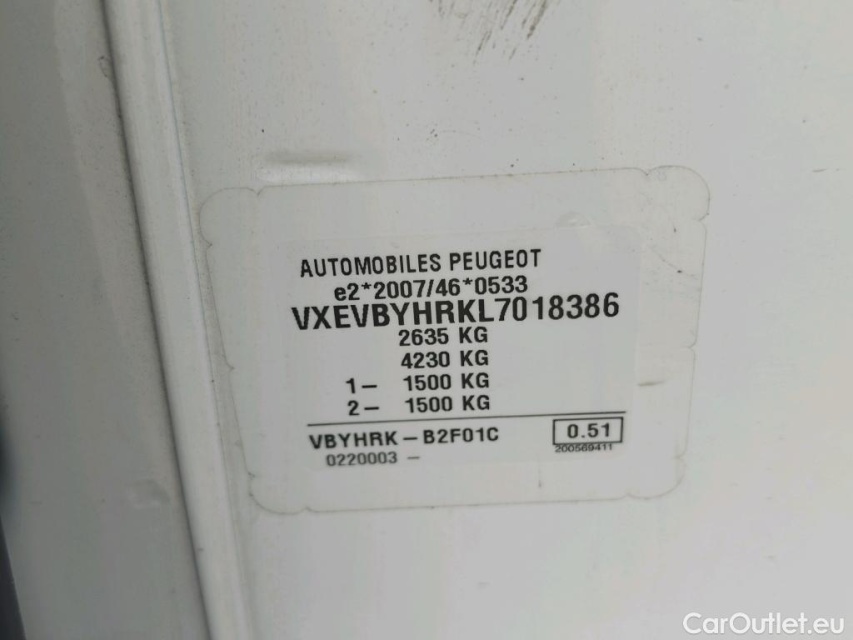 AUTOMOBILES PEUGEOT
e2*2007/46*0533
VXEVBYHRKL7018386
2635 KG
4230 KG
1- 1500 KG
2- 1500 KG
VBYHRK-B2F01C
0.51
0220003 -
200569411
CarOutlet.eu